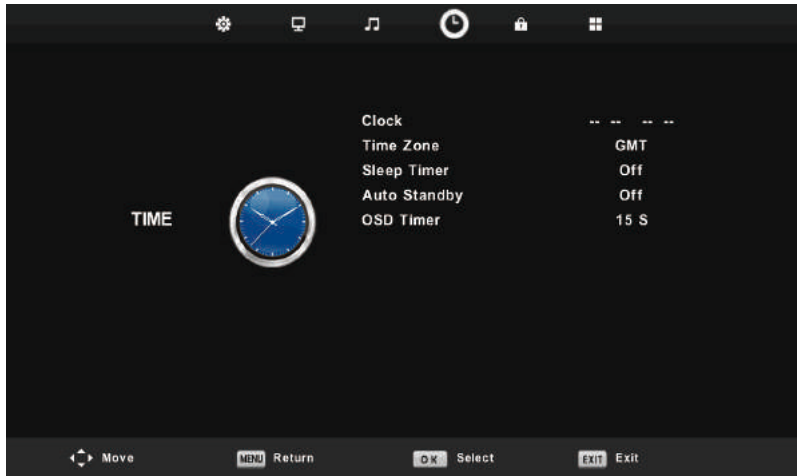 Clock -- -- -- --
Time Zone GMT
Sleep Timer Off
Auto Standby Off
TIME
OSD Timer 15 S
Move MENU Return OK Select EXIT Exit